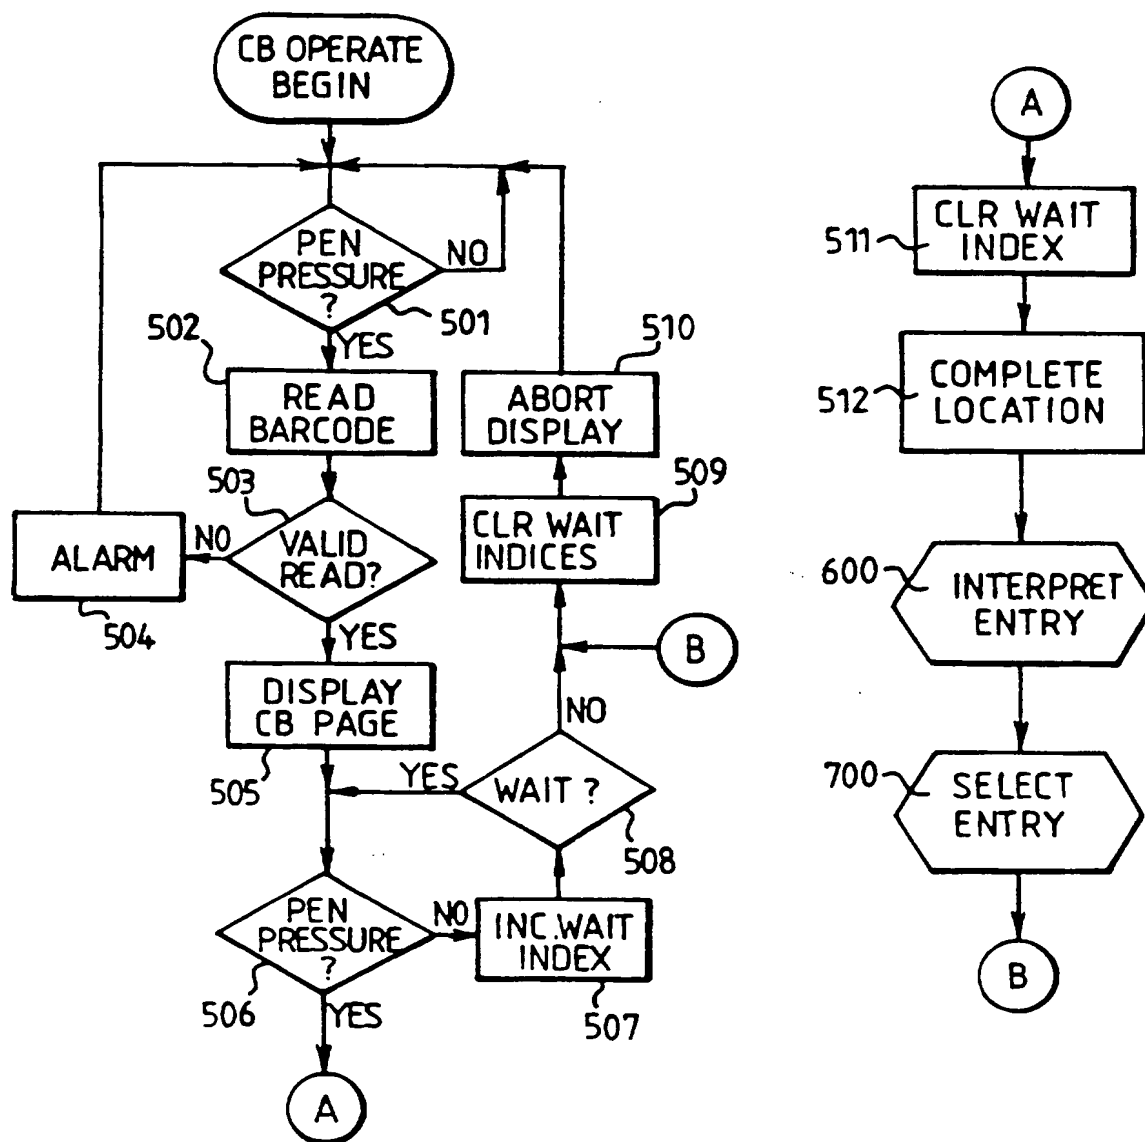 CB OPERATE
BEGIN
PEN
PRESSURE
?
NO
501
YES
502
READ
BARCODE
503
VALID
READ?
NO
ALARM
504
YES
DISPLAY
CB PAGE
505
PEN
PRESSURE
?
506
NO
YES
A
INC.WAIT
INDEX
507
WAIT ?
508
YES
NO
B
CLR WAIT
INDICES
509
ABORT
DISPLAY
510
A
CLR WAIT
INDEX
511
COMPLETE
LOCATION
512
INTERPRET
ENTRY
600
SELECT
ENTRY
700
B